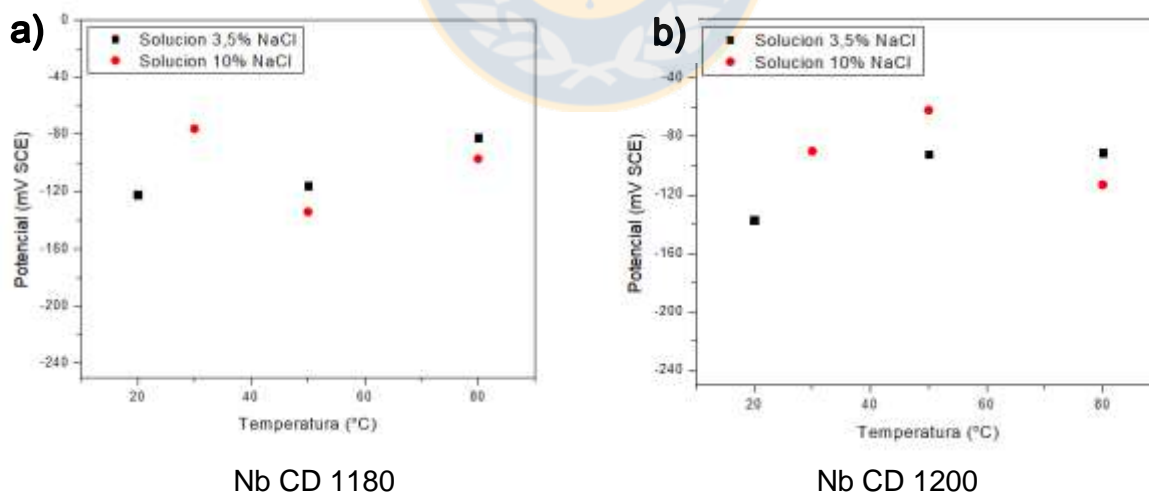 a)
Solucion 3,5% NaCl
Solucion 10% NaCl
0
-40
-80
-120
-160
-200
-240
Potencial (mV SCE)
20
40
60
80
Temperatura (ºC)
Nb CD 1180
b)
Solucion 3,5% NaCl
Solucion 10% NaCl
-40
-80
-120
-160
-200
-240
Potencial (mV SCE)
20
40
60
80
Temperatura (ºC)
Nb CD 1200